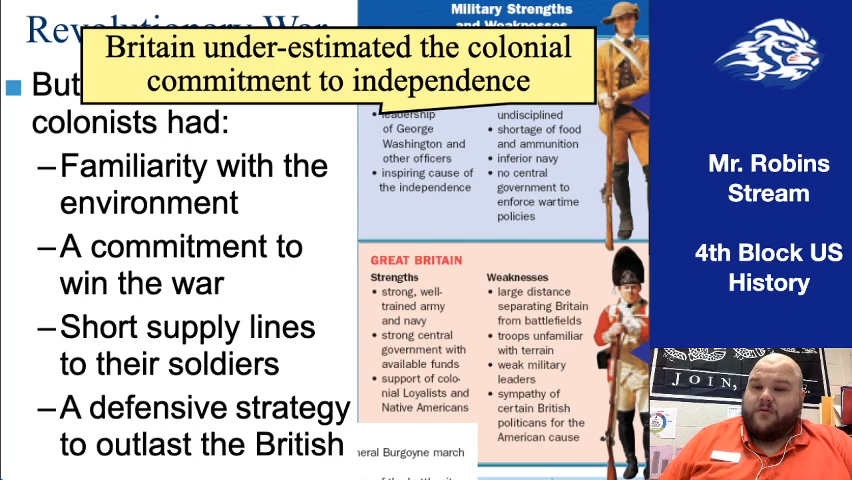 Revolutionary War
Britain under-estimated the colonial
commitment to independence
But
colonists had:
–Familiarity with the
environment
–A commitment to
win the war
–Short supply lines
to their soldiers
–A defensive strategy
to outlast the British
Military Strengths
and Weaknesses
• leadership
of George
Washington and
other officers
• inspiring cause of
the independence
undisciplined
• shortage of food
and ammunition
• inferior navy
• no central
government to
enforce wartime
policies
GREAT BRITAIN
Strengths
• strong, well-
trained army
and navy
• strong central
government with
available funds
• support of colo-
nial Loyalists and
Native Americans
Weaknesses
• large distance
separating Britain
from battlefields
• troops unfamiliar
with terrain
• weak military
leaders
• sympathy of
certain British
politicans for the
American cause
neral Burgoyne march
Mr. Robins
Stream
4th Block US
History
JOIN,